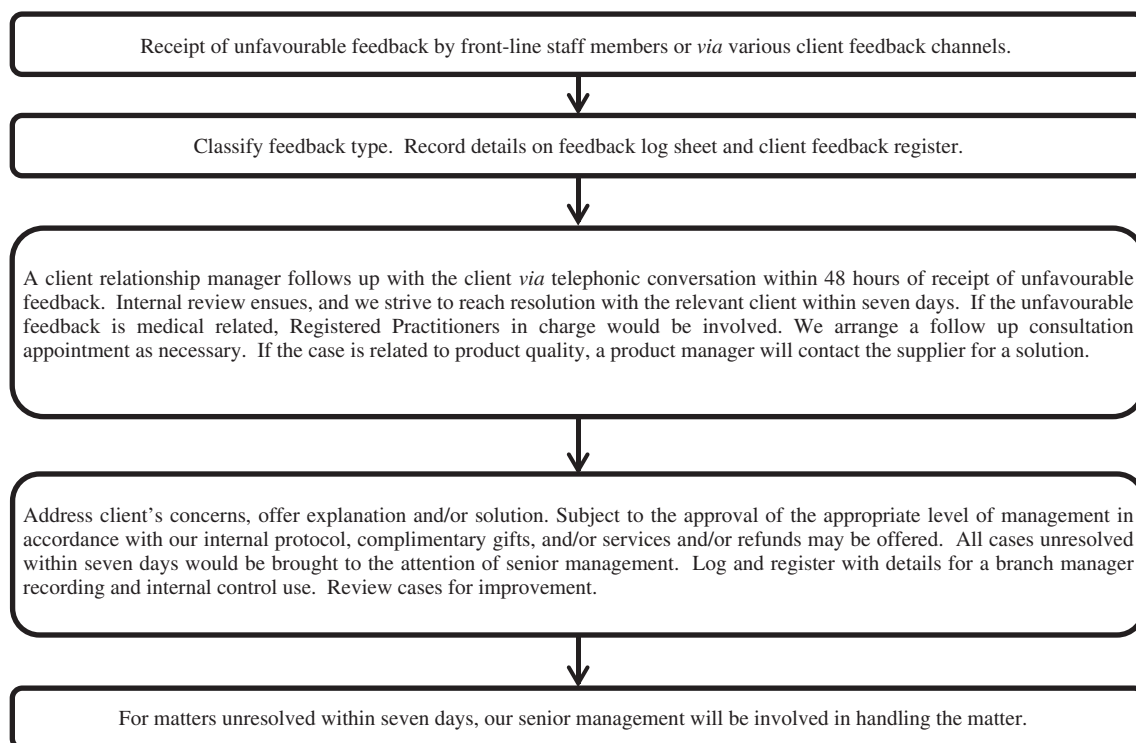 Receipt of unfavourable feedback by front-line staff members or via various client feedback channels.
Classify feedback type. Record details on feedback log sheet and client feedback register.
A client relationship manager follows up with the client via telephonic conversation within 48 hours of receipt of unfavourable
feedback. Internal review ensues, and we strive to reach resolution with the relevant client within seven days. If the unfavourable
feedback is medical related, Registered Practitioners in charge would be involved. We arrange a follow up consultation
appointment as necessary. If the case is related to product quality, a product manager will contact the supplier for a solution.
Address client's concerns, offer explanation and/or solution. Subject to the approval of the appropriate level of management in
accordance with our internal protocol, complimentary gifts, and/or services and/or refunds may be offered. All cases unresolved
within seven days would be brought to the attention of senior management. Log and register with details for a branch manager
recording and internal control use. Review cases for improvement.
For matters unresolved within seven days, our senior management will be involved in handling the matter.